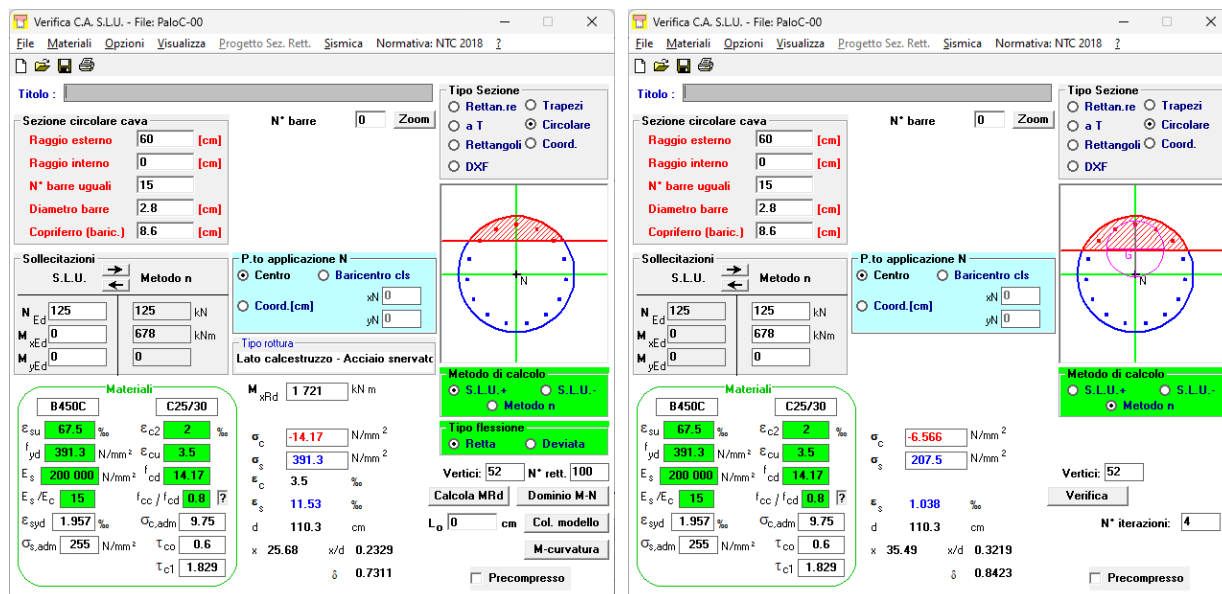 Verifica C.A. S.L.U. - File: PaloC-00
File Materiali Opzioni Visualizza Progetto Sez. Rett. Sismica Normativa: NTC 2018 ?
Titolo :
Tipo Sezione
Rettan.re Trapezi
a T Circolare
Rettangoli Coord.
DXF
Sezione circolare cava
N° barre 0 Zoom
Raggio esterno 60 [cm]
Raggio interno 0 [cm]
N° barre uguali 15
Diametro barre 2.8 [cm]
Copriferro (baric.) 8.6 [cm]
N
Sollecitazioni
S.L.U. Metodo n
N Ed 125 125 kN
M xEd 0 678 kNm
M yEd 0 0
P.to applicazione N
Centro Baricentro cls
Coord.[cm] xN 0
yN 0
Tipo rottura
Lato calcestruzzo - Acciaio snervato
Metodo di calcolo
S.L.U.+ S.L.U.-
Metodo n
Tipo flessione
Retta Deviata
Materiali
B450C C25/30
εsu 67.5 ‰ εc2 2 ‰
fyd 391.3 N/mm² εcu 3.5
Es 200 000 N/mm² fcd 14.17
Es/Ec 15 fcc/fcd 0.8 ?
εsyd 1.957 ‰ σc,adm 9.75
σs,adm 255 N/mm² τco 0.6
τc1 1.829
M xRd 1 721 kN m
σc -14.17 N/mm²
σs 391.3 N/mm²
εc 3.5 ‰
εs 11.53 ‰
d 110.3 cm
x 25.68 x/d 0.2329
δ 0.7311
Vertici: 52 N° rett. 100
Calcola MRd Dominio M-N
Lo 0 cm Col. modello
M-curvatura
Precompresso
Verifica C.A. S.L.U. - File: PaloC-00
File Materiali Opzioni Visualizza Progetto Sez. Rett. Sismica Normativa: NTC 2018 ?
Titolo :
Tipo Sezione
Rettan.re Trapezi
a T Circolare
Rettangoli Coord.
DXF
Sezione circolare cava
N° barre 0 Zoom
Raggio esterno 60 [cm]
Raggio interno 0 [cm]
N° barre uguali 15
Diametro barre 2.8 [cm]
Copriferro (baric.) 8.6 [cm]
G
N
Sollecitazioni
S.L.U. Metodo n
N Ed 125 125 kN
M xEd 0 678 kNm
M yEd 0 0
P.to applicazione N
Centro Baricentro cls
Coord.[cm] xN 0
yN 0
Metodo di calcolo
S.L.U.+ S.L.U.-
Metodo n
Materiali
B450C C25/30
εsu 67.5 ‰ εc2 2 ‰
fyd 391.3 N/mm² εcu 3.5
Es 200 000 N/mm² fcd 14.17
Es/Ec 15 fcc/fcd 0.8 ?
εsyd 1.957 ‰ σc,adm 9.75
σs,adm 255 N/mm² τco 0.6
τc1 1.829
σc -6.566 N/mm²
σs 207.5 N/mm²
εs 1.038 ‰
d 110.3 cm
x 35.49 x/d 0.3219
δ 0.8423
Vertici: 52
Verifica
N° iterazioni: 4
Precompresso